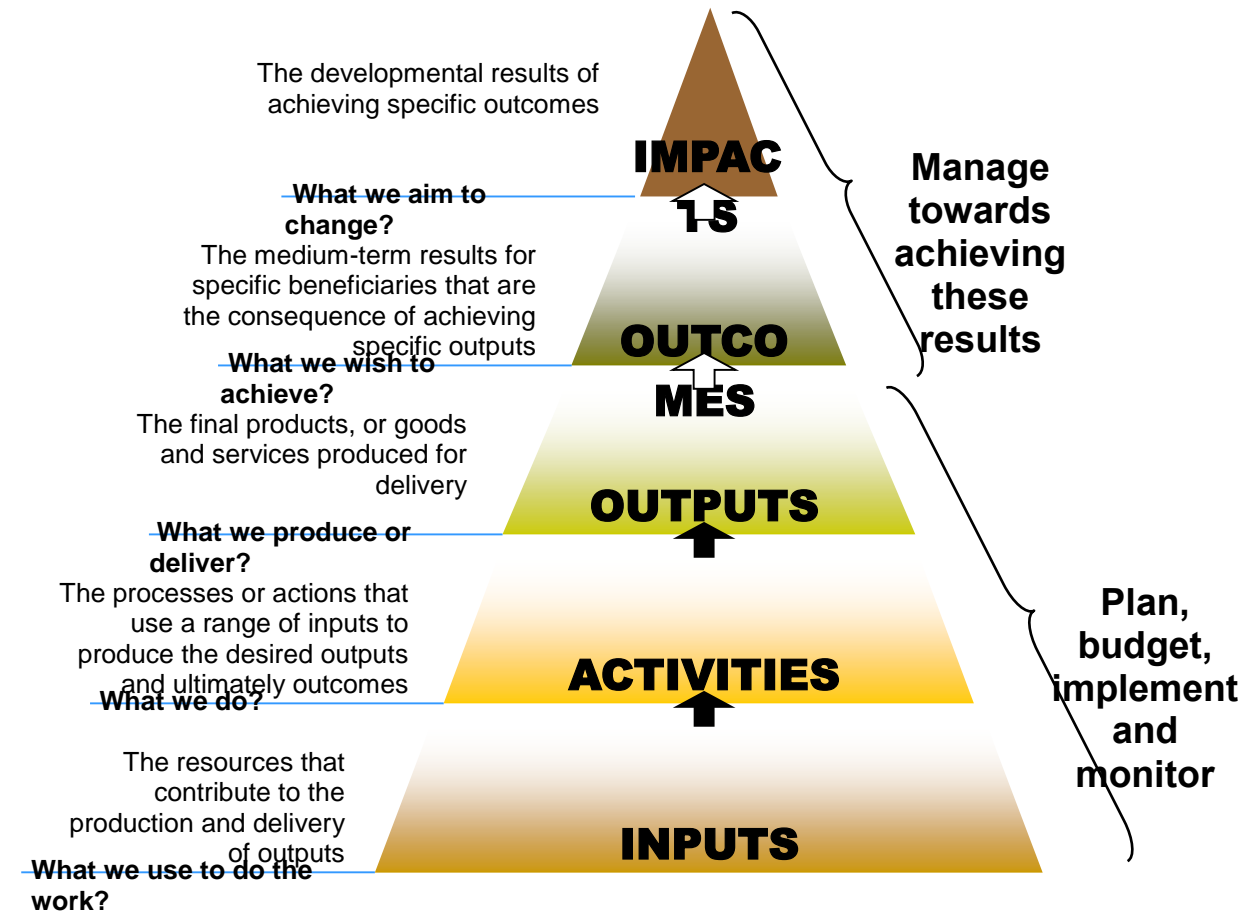 The developmental results of
achieving specific outcomes
IMPAC
TS
What we aim to
change?
The medium-term results for
specific beneficiaries that are
the consequence of achieving
specific outputs
OUTCO
MES
What we wish to
achieve?
The final products, or goods
and services produced for
delivery
OUTPUTS
What we produce or
deliver?
The processes or actions that
use a range of inputs to
produce the desired outputs
and ultimately outcomes
ACTIVITIES
What we do?
The resources that
contribute to the
production and delivery
of outputs
INPUTS
What we use to do the
work?
Manage
towards
achieving
these
results
Plan,
budget,
implement
and
monitor